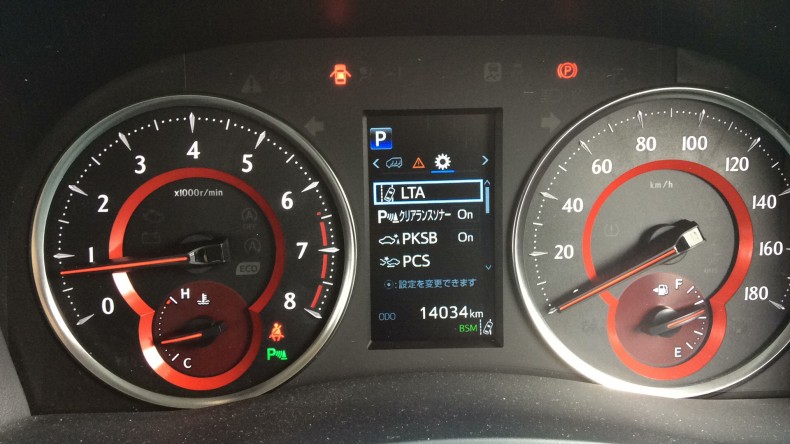 x1000r/min
0
1
2
3
4
5
6
7
8
H
C
OFF
A
A
ECO
P
P
LTA
クリアランスソナー On
PKSB On
PCS
:設定を変更できます
ODO 14034km
BSM
P
km/h
20
40
60
80
100
120
140
160
180
F
E